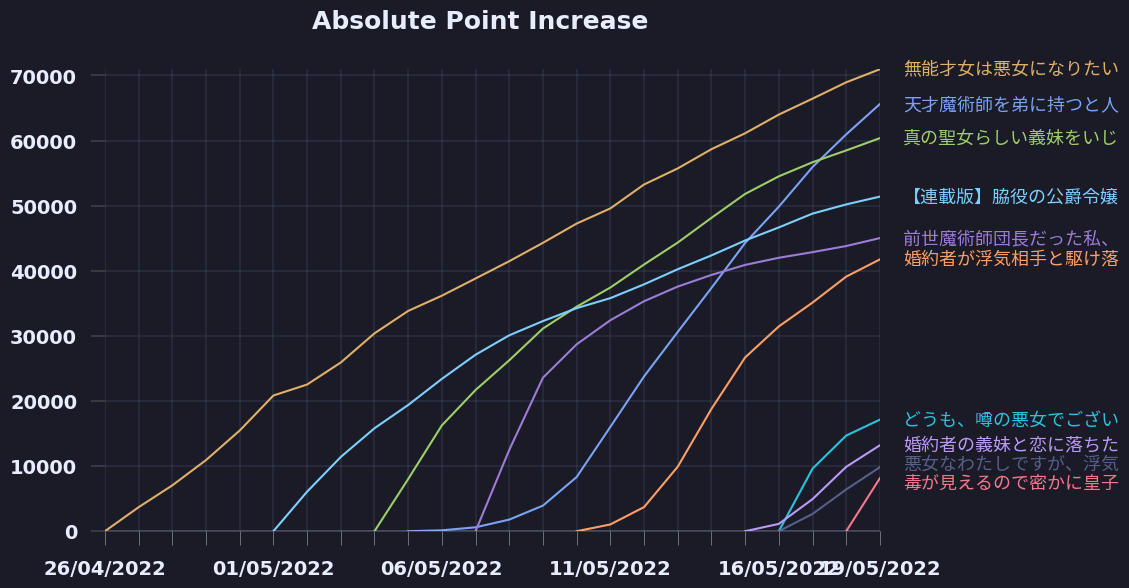 Absolute Point Increase
70000
60000
50000
40000
30000
20000
10000
0
26/04/2022
01/05/2022
06/05/2022
11/05/2022
16/05/2022
19/05/2022
無能才女は悪女になりたい
天才魔術師を弟に持つと人
真の聖女らしい義妹をいじ
【連載版】脇役の公爵令嬢
前世魔術師団長だった私、
婚約者が浮気相手と駆け落
どうも、噂の悪女でござい
婚約者の義妹と恋に落ちた
悪女なわたしですが、浮気
毒が見えるので密かに皇子